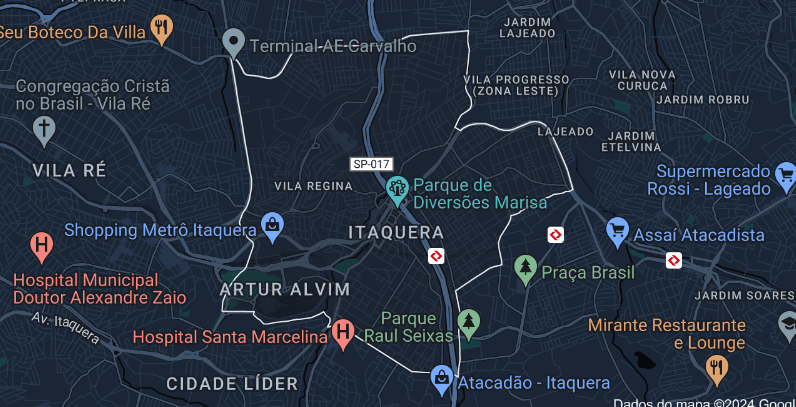 Seu Boteco Da Villa
JARDIM
LAJEADO
Terminal AE-Carvalho
VILA PROGRESSO
(ZONA LESTE)
VILA NOVA
CURUCA
Congregação Cristã
no Brasil - Vila Ré
JARDIM ROBRU
LAJEADO
JARDIM
ETELVINA
VILA RÉ
SP-017
Supermercado
Rossi - Lageado
VILA REGINA
Parque de
Diversões Marisa
Shopping Metrô Itaquera
ITAQUERA
Assaí Atacadista
H
Hospital Municipal
Doutor Alexandre Zaio
Praça Brasil
ARTUR ALVIM
JARDIM SOARES
Av. Itaquera
Parque
Raul Seixas
Hospital Santa Marcelina
H
Mirante Restaurante
e Lounge
CIDADE LÍDER
Atacadão - Itaquera
Dados do mapa ©2024 Google